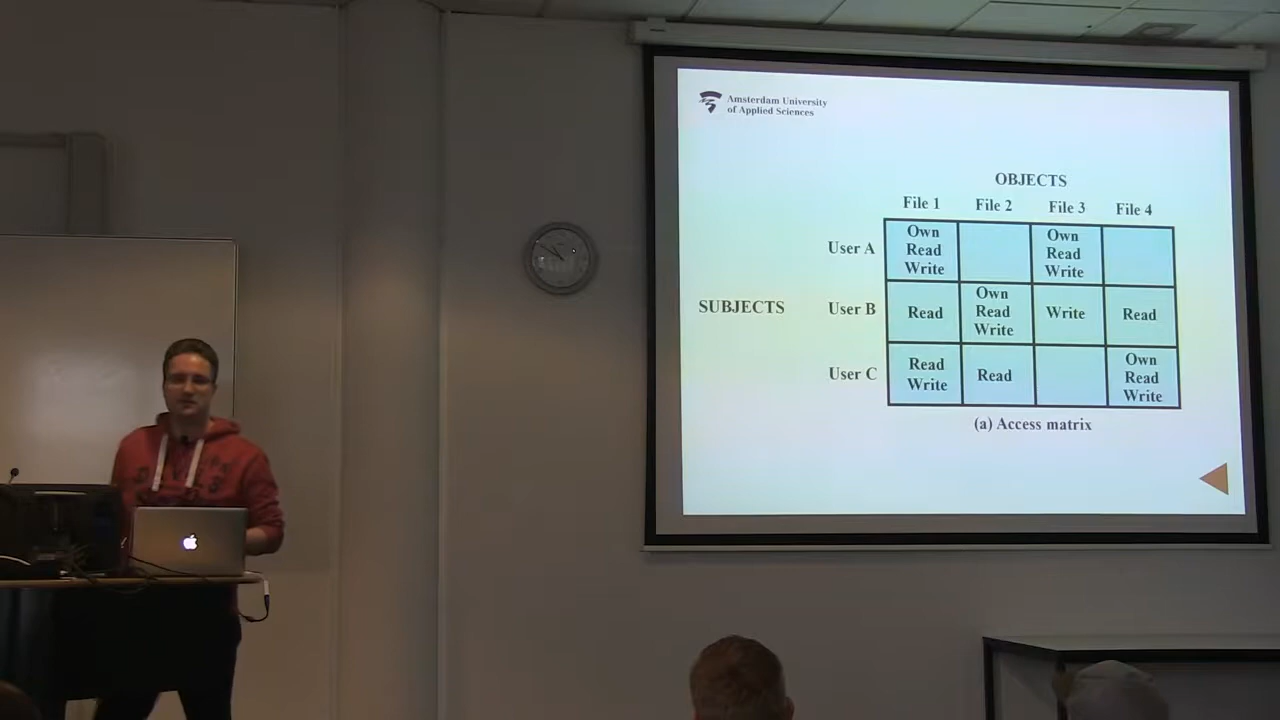 Amsterdam University
of Applied Sciences
OBJECTS
File 1 File 2 File 3 File 4
User A
Own
Read
Write
Own
Read
Write
SUBJECTS
User B
Read
Own
Read
Write
Write
Read
User C
Read
Write
Read
Own
Read
Write
(a) Access matrix